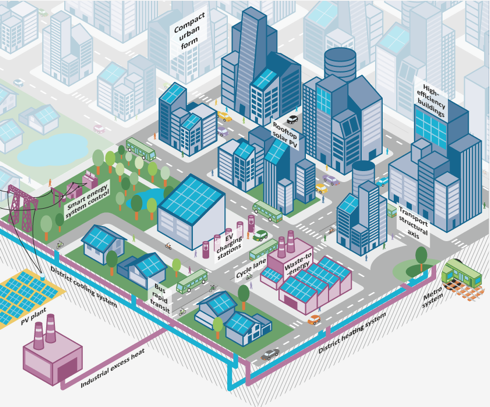 Compact
urban
form
High-
efficiency
buildings
Rooftop
solar PV
Smart energy
system control
Transport
structural
axis
EV
charging
stations
Cycle lane
Waste-to
energy
Bus
rapid
transit
District cooling system
PV plant
Metro
system
District heating system
Industrial excess heat